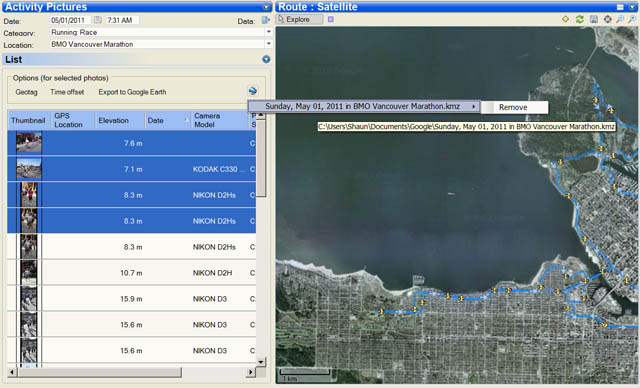 Activity Pictures
Date: 05/01/2011 7:31 AM Data:
Category: Running: Race
Location: BMO Vancouver Marathon
List
Options (for selected photos)
Geotag Time offset Export to Google Earth
Thumbnail GPS Location Elevation Date Camera Model
7.6 m C
7.1 m KODAK C330 ... C
8.3 m NIKON D2Hs C
8.3 m NIKON D2Hs C
8.3 m NIKON D2Hs C
10.7 m NIKON D2H C
15.9 m NIKON D3 C
15.6 m NIKON D3 C
15.6 m NIKON D3 C
Route : Satellite
Explore
Sunday, May 01, 2011 in BMO Vancouver Marathon.kmz
Remove
C:\Users\Shaun\Documents\Google\Sunday, May 01, 2011 in BMO Vancouver Marathon.kmz
1 km